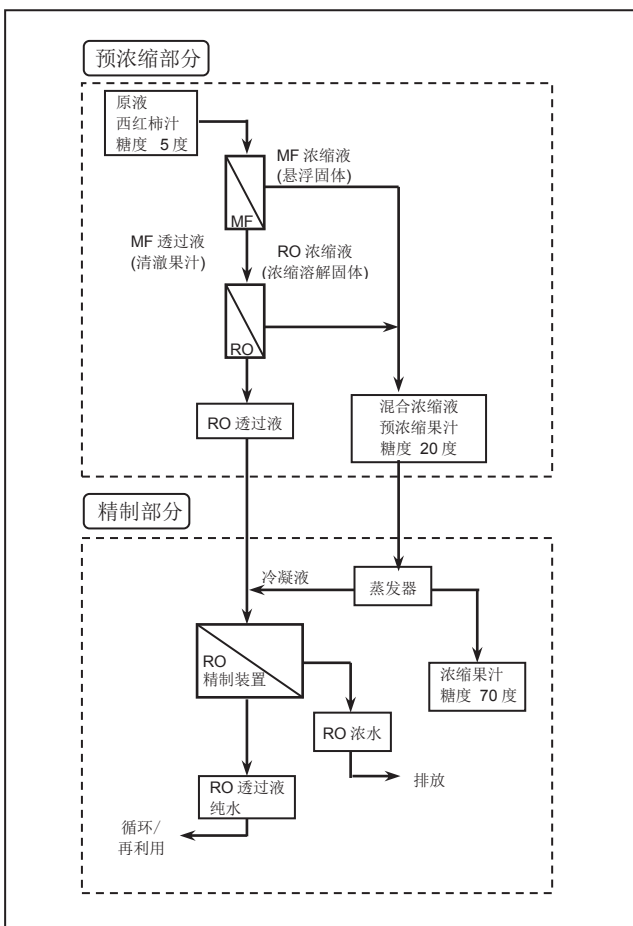 预浓缩部分
原液
西红柿汁
糖度 5 度
MF 浓缩液
(悬浮固体)
MF
MF 透过液
(清澈果汁)
RO 浓缩液
(浓缩溶解固体)
RO
RO 透过液
混合浓缩液
预浓缩果汁
糖度 20 度
精制部分
冷凝液
蒸发器
RO
精制装置
浓缩果汁
糖度 70 度
RO 浓水
排放
RO 透过液
纯水
循环/
再利用